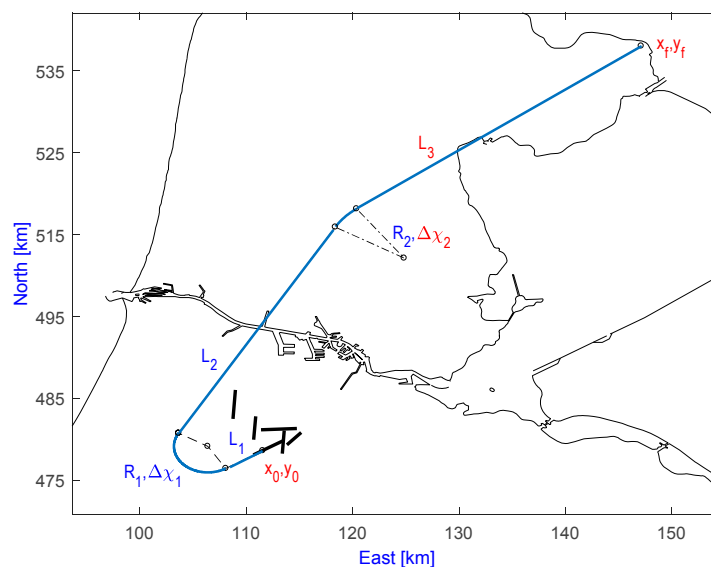 535
525
515
495
485
475
North [km]
x_f,y_f
L_3
R_2,Δχ_2
L_2
L_1
R_1,Δχ_1
x_0,y_0
100
110
120
130
140
150
East [km]